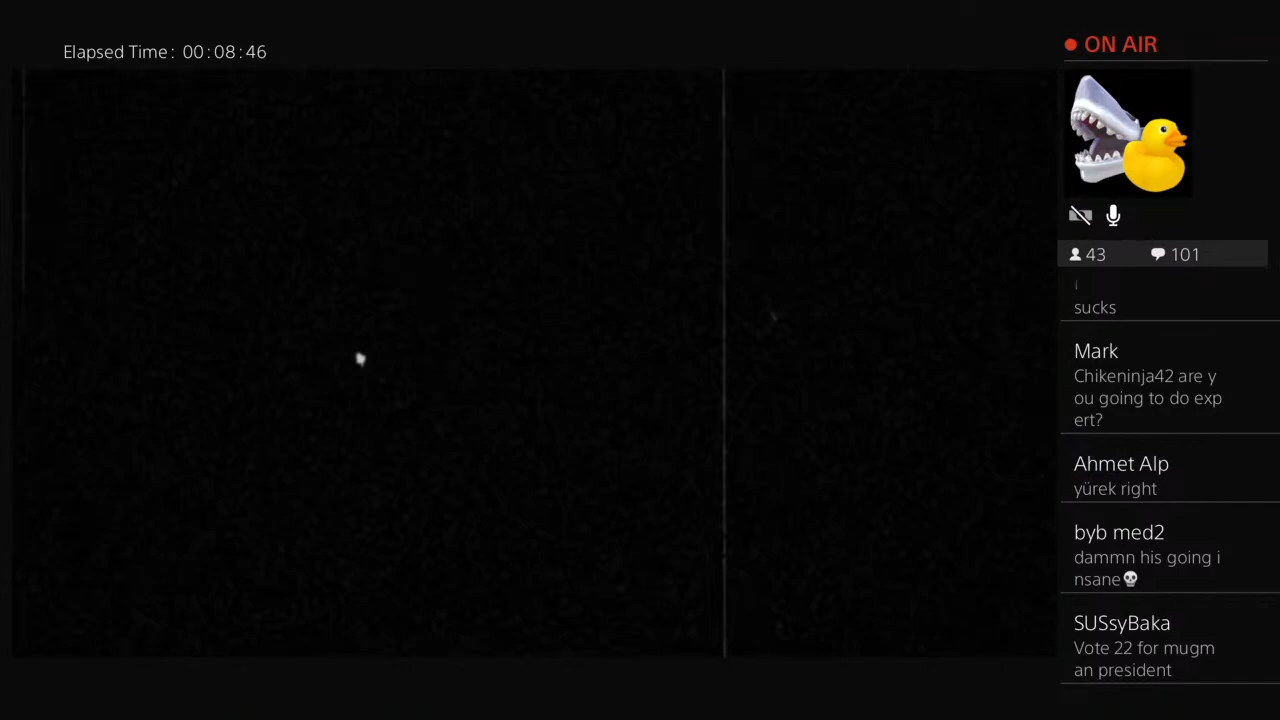 Elapsed Time: 00:08:46
ON AIR
43 101
sucks
Mark
Chikeninja42 are y
ou going to do exp
ert?
Ahmet Alp
yürek right
byb med2
dammn his going i
nsane💀
SUSsyBaka
Vote 22 for mugm
an president